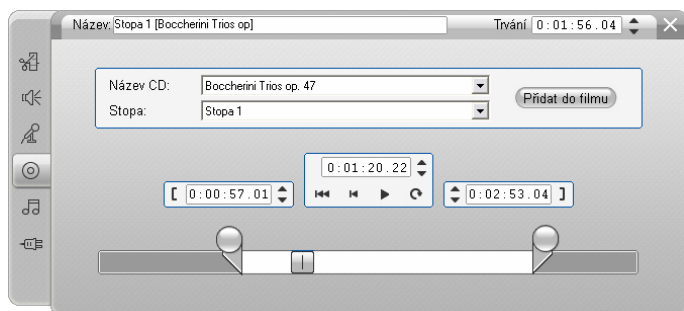 Název: Stopa 1 [Boccherini Trios op] Trvání 0:01:56.04
Název CD: Boccherini Trios op. 47
Přidat do filmu
Stopa: Stopa 1
0:01:20.22
[ 0:00:57.01 0:02:53.04 ]